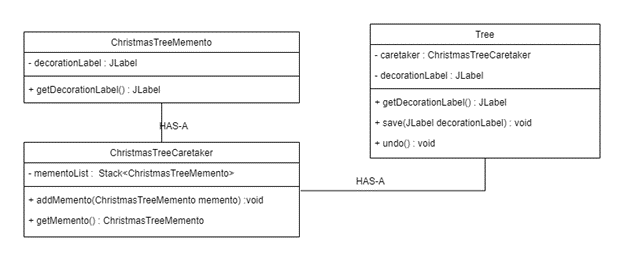 ChristmasTreeMemento
- decorationLabel : JLabel
+ getDecorationLabel() : JLabel
HAS-A
ChristmasTreeCaretaker
- mementoList : Stack<ChristmasTreeMemento>
+ addMemento(ChristmasTreeMemento memento) :void
+ getMemento() : ChristmasTreeMemento
HAS-A
Tree
- caretaker : ChristmasTreeCaretaker
- decorationLabel : JLabel
+ getDecorationLabel() : JLabel
+ save(JLabel decorationLabel) : void
+ undo() : void